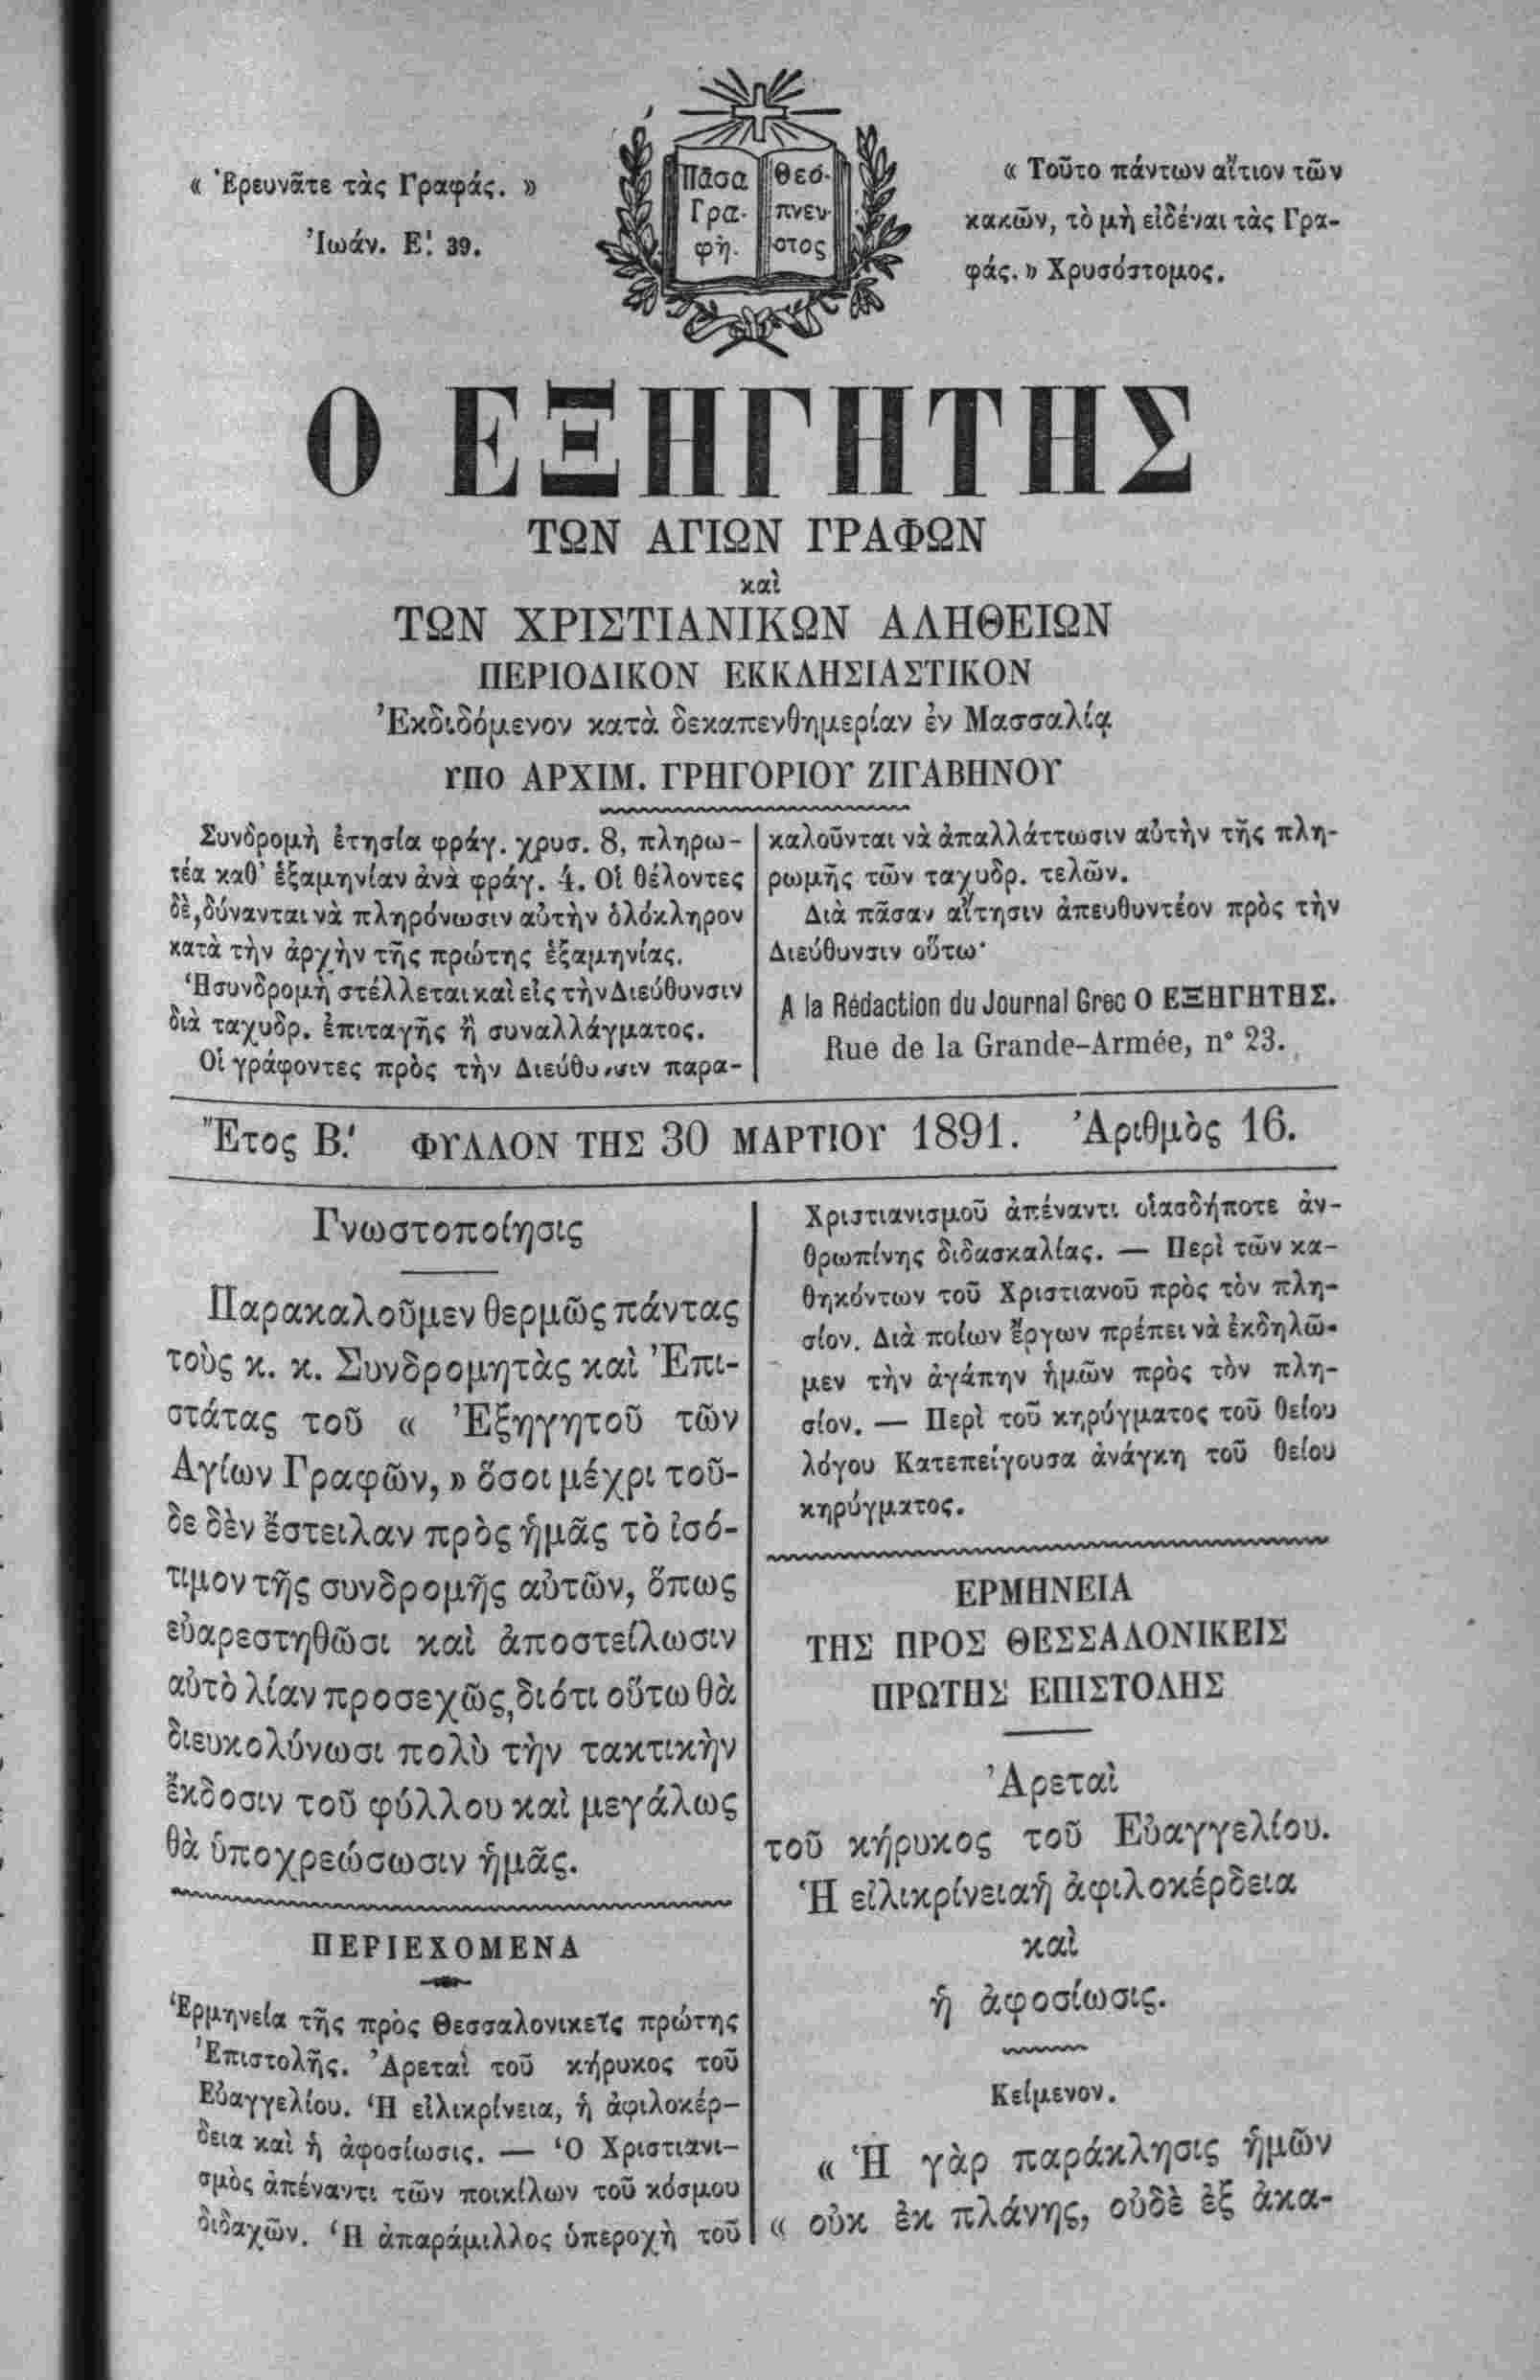 « Ἐρευνᾶτε τὰς Γραφάς. »
Ἰωάν. Ε΄. 39.
Πᾶσα
Γρα-
φὴ.
Θεό-
πνευ-
στος
« Τοῦτο πάντων αἴτιον τῶν
κακῶν, τὸ μὴ εἰδέναι τὰς Γρα-
φάς. » Χρυσόστομος.
Ο ΕΞΗΓΗΤΗΣ
ΤΩΝ ΑΓΙΩΝ ΓΡΑΦΩΝ
καὶ
ΤΩΝ ΧΡΙΣΤΙΑΝΙΚΩΝ ΑΛΗΘΕΙΩΝ
ΠΕΡΙΟΔΙΚΟΝ ΕΚΚΛΗΣΙΑΣΤΙΚΟΝ
Ἐκδιδόμενον κατὰ δεκαπενθημερίαν ἐν Μασσαλίᾳ
ΥΠΟ ΑΡΧΙΜ. ΓΡΗΓΟΡΙΟΥ ΖΙΓΑΒΗΝΟΥ
Συνδρομὴ ἐτησία φράγ. χρυσ. 8, πληρω-
τέα καθ' ἑξαμηνίαν ἀνὰ φράγ. 4. Οἱ θέλοντες
δὲ, δύνανται νὰ πληρόνωσιν αὐτὴν ὁλόκληρον
κατὰ τὴν ἀρχὴν τῆς πρώτης ἑξαμηνίας.
Ἡ συνδρομὴ στέλλεται καὶ εἰς τὴν Διεύθυνσιν
διὰ ταχυδρ. ἐπιταγῆς ἢ συναλλάγματος.
Οἱ γράφοντες πρὸς τὴν Διεύθυνσιν παρα-
καλοῦνται νὰ ἀπαλλάττωσιν αὐτὴν τῆς πλη-
ρωμῆς τῶν ταχυδρ. τελῶν.
Διὰ πᾶσαν αἴτησιν ἀπευθυντέον πρὸς τὴν
Διεύθυνσιν οὕτω·
A la Rédaction du Journal Grec Ο ΕΞΗΓΗΤΗΣ.
Rue de la Grande-Armée, n° 23.
Ἔτος Β΄. ΦΥΛΛΟΝ ΤΗΣ 30 ΜΑΡΤΙΟΥ 1891. Ἀριθμὸς 16.
Γνωστοποίησις
Παρακαλοῦμεν θερμῶς πάντας
τοὺς κ. κ. Συνδρομητὰς καὶ Ἐπι-
στάτας τοῦ « Ἐξηγητοῦ τῶν
Ἁγίων Γραφῶν, » ὅσοι μέχρι τοῦ-
δε δὲν ἔστειλαν πρὸς ἡμᾶς τὸ ἰσό-
τιμον τῆς συνδρομῆς αὐτῶν, ὅπως
εὐαρεστηθῶσι καὶ ἀποστείλωσιν
αὐτὸ λίαν προσεχῶς, διότι οὕτω θὰ
διευκολύνωσι πολὺ τὴν τακτικὴν
ἔκδοσιν τοῦ φύλλου καὶ μεγάλως
θὰ ὑποχρεώσωσιν ἡμᾶς.
ΠΕΡΙΕΧΟΜΕΝΑ
Ἑρμηνεία τῆς πρὸς Θεσσαλονικεῖς πρώτης
Ἐπιστολῆς. Ἀρεταὶ τοῦ κήρυκος τοῦ
Εὐαγγελίου. Ἡ εἰλικρίνεια, ἡ ἀφιλοκέρ-
δεια καὶ ἡ ἀφοσίωσις. — Ὁ Χριστιανι-
σμὸς ἀπέναντι τῶν ποικίλων τοῦ κόσμου
διδαχῶν. Ἡ ἀπαράμιλλος ὑπεροχὴ τοῦ
Χριστιανισμοῦ ἀπέναντι οἱασδήποτε ἀν-
θρωπίνης διδασκαλίας. — Περὶ τῶν κα-
θηκόντων τοῦ Χριστιανοῦ πρὸς τὸν πλη-
σίον. Διὰ ποίων ἔργων πρέπει νὰ ἐκδηλῶ-
μεν τὴν ἀγάπην ἡμῶν πρὸς τὸν πλη-
σίον. — Περὶ τοῦ κηρύγματος τοῦ θείου
λόγου Κατεπείγουσα ἀνάγκη τοῦ θείου
κηρύγματος.
ΕΡΜΗΝΕΙΑ
ΤΗΣ ΠΡΟΣ ΘΕΣΣΑΛΟΝΙΚΕΙΣ
ΠΡΩΤΗΣ ΕΠΙΣΤΟΛΗΣ
Ἀρεταὶ
τοῦ κήρυκος τοῦ Εὐαγγελίου.
Ἡ εἰλικρίνεια ἡ ἀφιλοκέρδεια
καὶ
ἡ ἀφοσίωσις.
Κείμενον.
« Ἡ γὰρ παράκλησις ἡμῶν
« οὐκ ἐκ πλάνης, οὐδὲ ἐξ ἀκα-